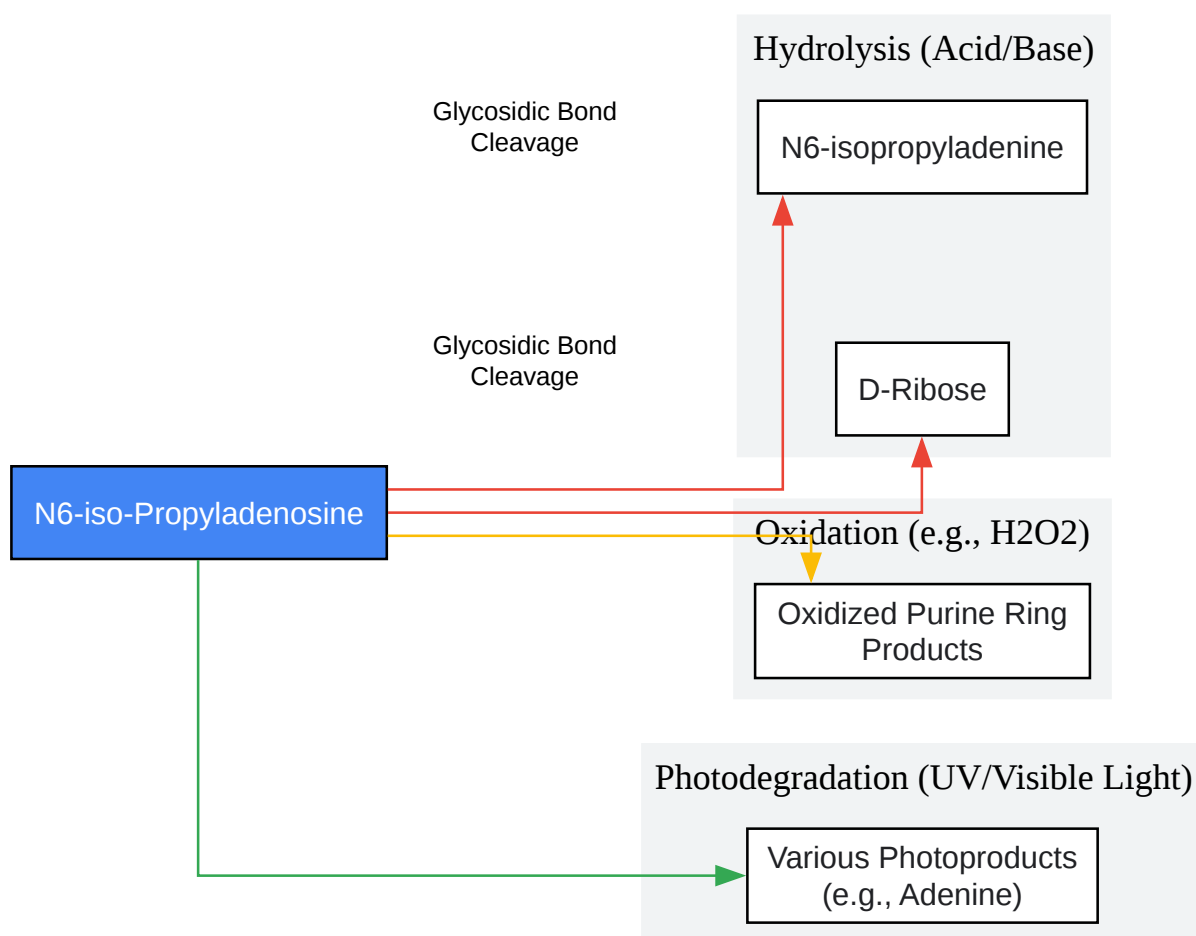 Hydrolysis (Acid/Base)
Glycosidic Bond
Cleavage
N6-isopropyladenine
Glycosidic Bond
Cleavage
D-Ribose
N6-iso-Propyladenosine
Oxidation (e.g., H2O2)
Oxidized Purine Ring
Products
Photodegradation (UV/Visible Light)
Various Photoproducts
(e.g., Adenine)